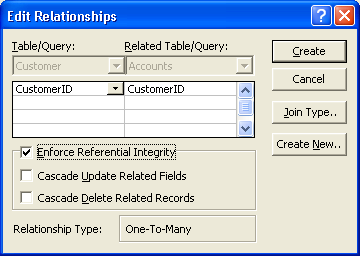 Edit Relationships
Table/Query: Related Table/Query:
Customer Accounts
CustomerID CustomerID
Enforce Referential Integrity
Cascade Update Related Fields
Cascade Delete Related Records
Relationship Type: One-To-Many
Create
Cancel
Join Type..
Create New..